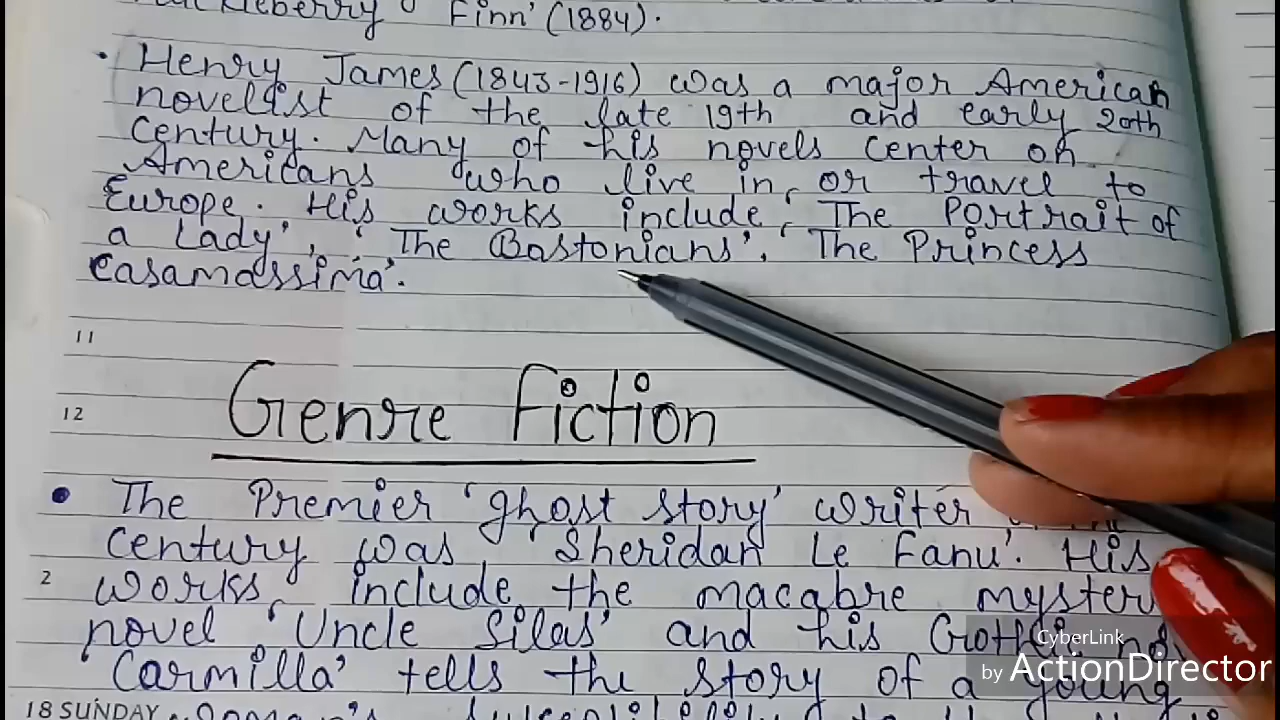 Huckleberry Finn' (1884).
• Henry James (1843-1916) was a major American
novelist of the late 19th and early 20th
century. Many of his novels center on
Americans who live in, or travel to
Europe. His works include 'The Portrait of
a Lady', 'The Bostonians'. 'The Princess
Casamassima'.
11
12
Genre Fiction
• The Premier 'ghost story' writer
century was 'Sheridan Le Fanu'. His
2
works include the macabre mystery
novel 'Uncle Silas' and his Gothic
'Carmilla' tells the story of a young
18 SUNDAY
CyberLink
by ActionDirector